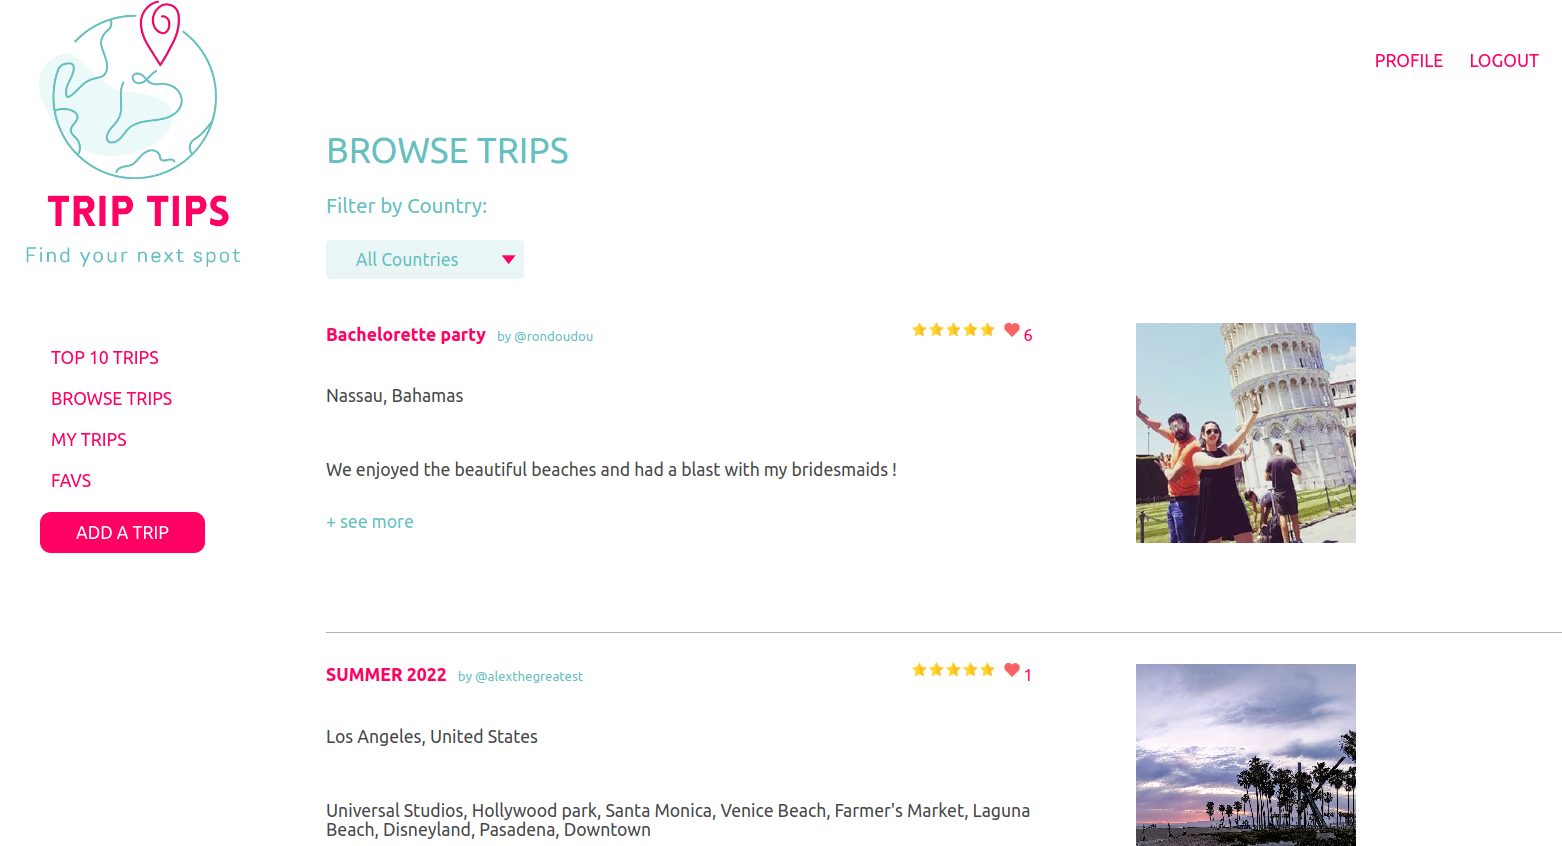 PROFILE LOGOUT
TRIP TIPS
Find your next spot
TOP 10 TRIPS
BROWSE TRIPS
MY TRIPS
FAVS
ADD A TRIP
BROWSE TRIPS
Filter by Country:
All Countries
Bachelorette party by @rondoudou 6
Nassau, Bahamas
We enjoyed the beautiful beaches and had a blast with my bridesmaids !
+ see more
SUMMER 2022 by @alexthegreatest 1
Los Angeles, United States
Universal Studios, Hollywood park, Santa Monica, Venice Beach, Farmer's Market, Laguna
Beach, Disneyland, Pasadena, Downtown